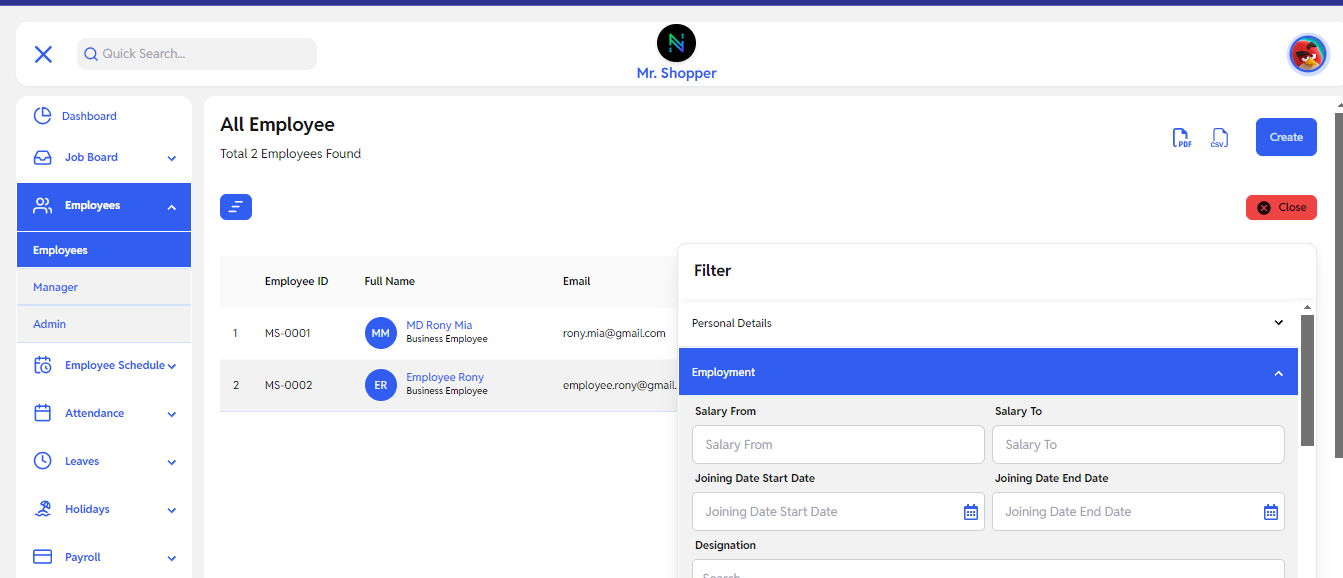 Quick Search...
Mr. Shopper
Dashboard
Job Board
Employees
Employees
Manager
Admin
Employee Schedule
Attendance
Leaves
Holidays
Payroll
All Employee
Total 2 Employees Found
PDF
CSV
Create
Close
Employee ID Full Name Email
1 MS-0001 MM MD Rony Mia rony.mia@gmail.com
Business Employee
2 MS-0002 ER Employee Rony employee.rony@gmail.
Business Employee
Filter
Personal Details
Employment
Salary From Salary To
Salary From Salary To
Joining Date Start Date Joining Date End Date
Joining Date Start Date Joining Date End Date
Designation
Search